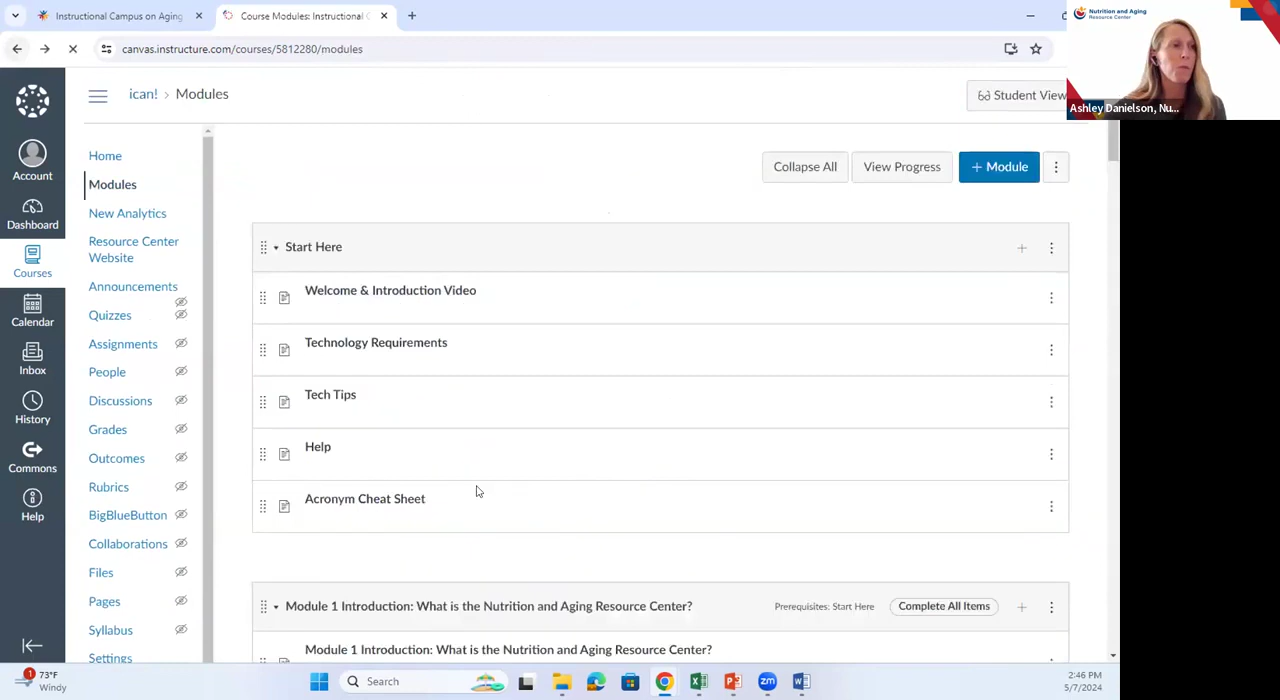 Instructional Campus on Aging
Course Modules: Instructional
canvas.instructure.com/courses/5812280/modules
Nutrition and Aging
Resource Center
Ashley Danielson, Nu...
ican! › Modules
Student View
Account
Dashboard
Courses
Calendar
Inbox
History
Commons
Help
Home
Modules
New Analytics
Resource Center
Website
Announcements
Quizzes
Assignments
People
Discussions
Grades
Outcomes
Rubrics
BigBlueButton
Collaborations
Files
Pages
Syllabus
Settings
Collapse All
View Progress
+ Module
Start Here
Welcome & Introduction Video
Technology Requirements
Tech Tips
Help
Acronym Cheat Sheet
Module 1 Introduction: What is the Nutrition and Aging Resource Center?
Prerequisites: Start Here
Complete All Items
Module 1 Introduction: What is the Nutrition and Aging Resource Center?
1
73°F
Windy
Search
2:46 PM
5/7/2024